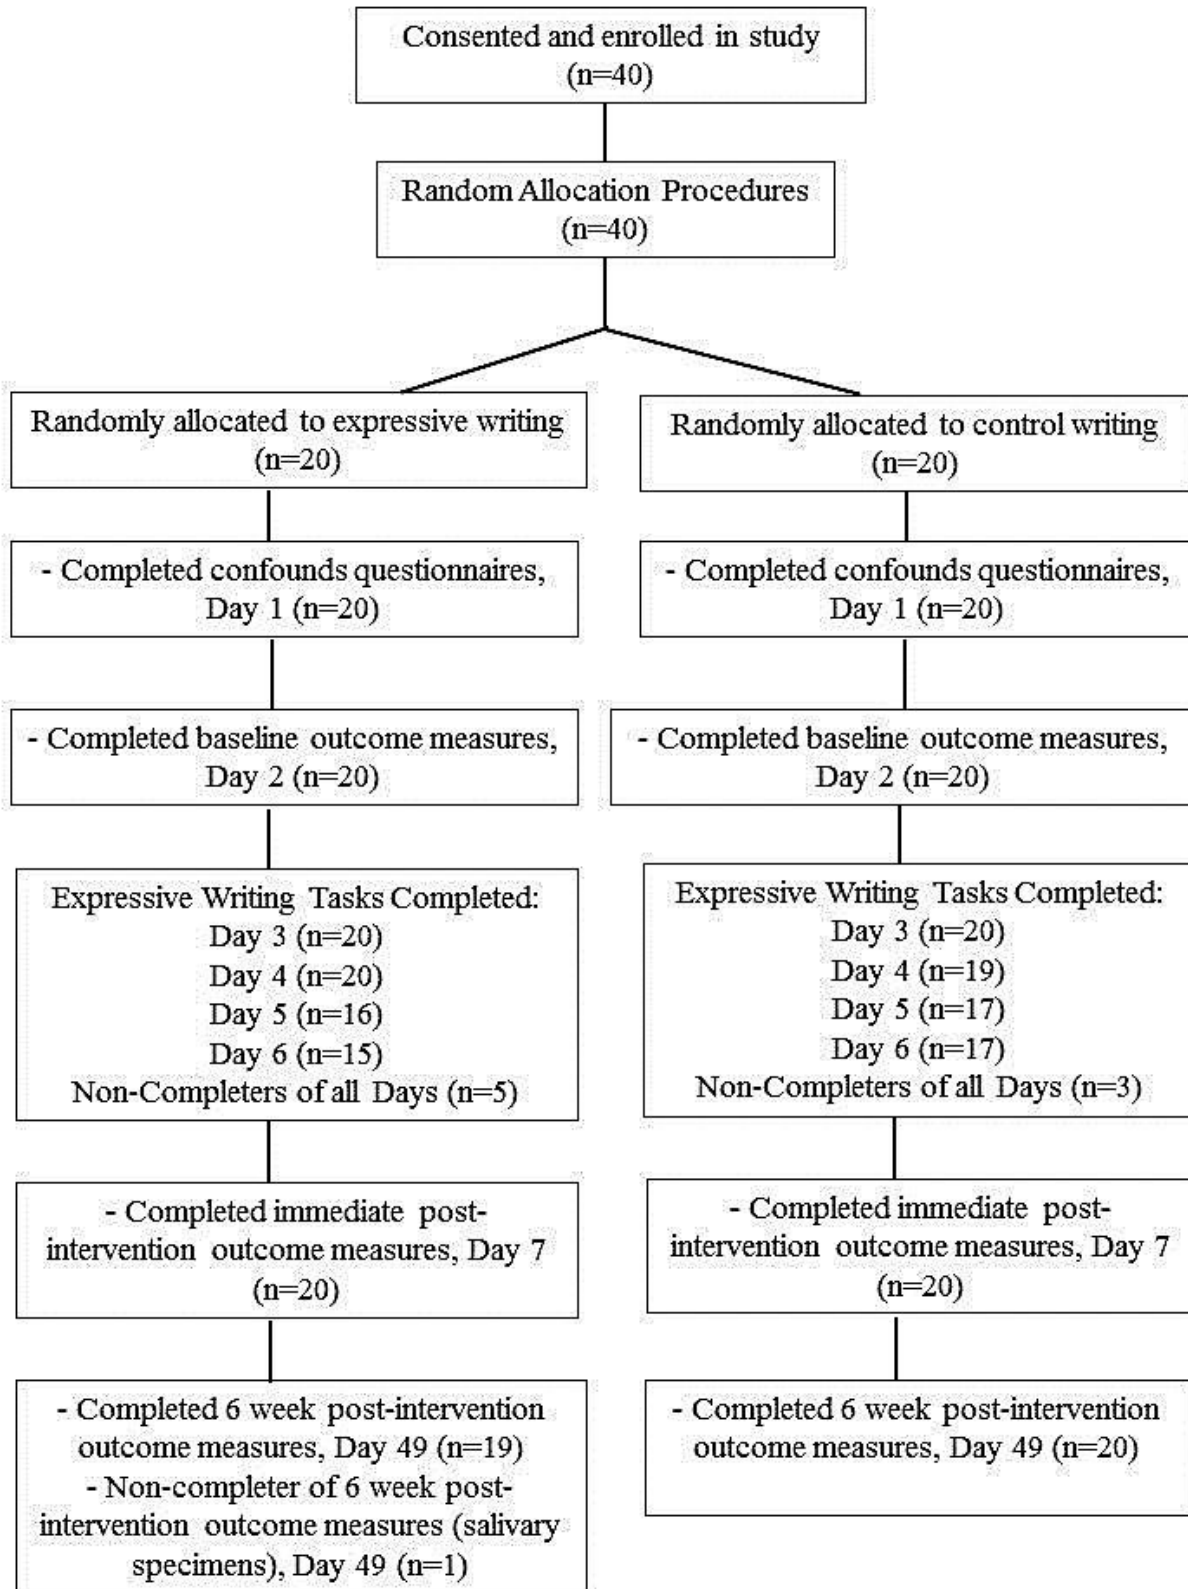 Consented and enrolled in study
(n=40)
Random Allocation Procedures
(n=40)
Randomly allocated to expressive writing
(n=20)
Randomly allocated to control writing
(n=20)
- Completed confounds questionnaires,
Day 1 (n=20)
- Completed confounds questionnaires,
Day 1 (n=20)
- Completed baseline outcome measures,
Day 2 (n=20)
- Completed baseline outcome measures,
Day 2 (n=20)
Expressive Writing Tasks Completed:
Day 3 (n=20)
Day 4 (n=20)
Day 5 (n=16)
Day 6 (n=15)
Non-Completers of all Days (n=5)
Expressive Writing Tasks Completed:
Day 3 (n=20)
Day 4 (n=19)
Day 5 (n=17)
Day 6 (n=17)
Non-Completers of all Days (n=3)
- Completed immediate post-
intervention outcome measures, Day 7
(n=20)
- Completed immediate post-
intervention outcome measures, Day 7
(n=20)
- Completed 6 week post-intervention
outcome measures, Day 49 (n=19)
- Non-completer of 6 week post-
intervention outcome measures (salivary
specimens), Day 49 (n=1)
- Completed 6 week post-intervention
outcome measures, Day 49 (n=20)